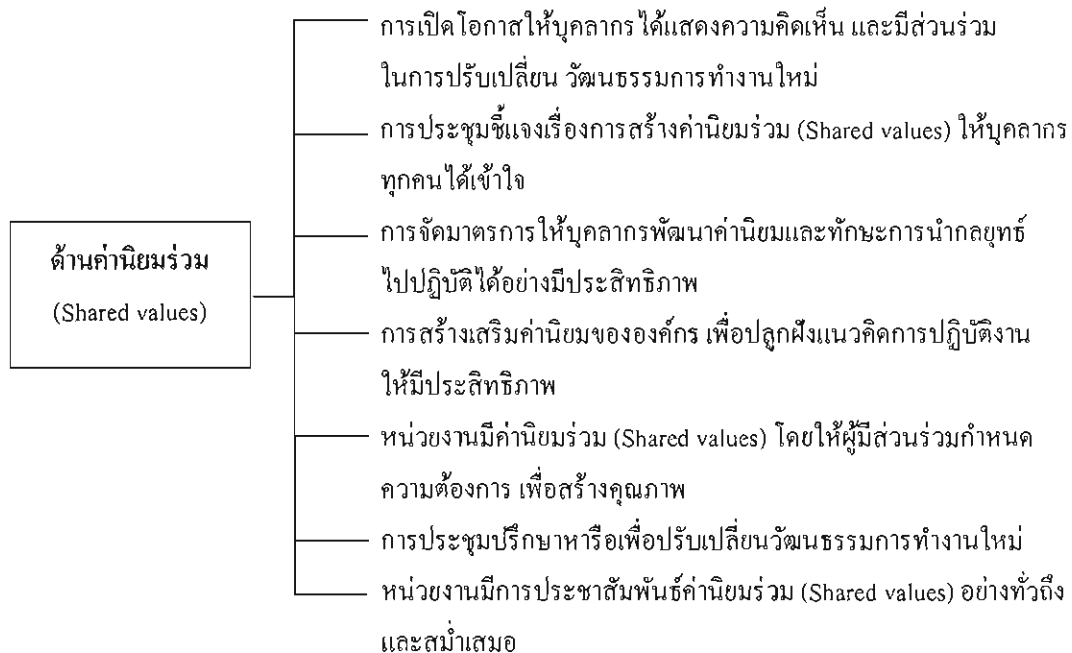 การเปิดโอกาสให้บุคลากรได้แสดงความคิดเห็น และมีส่วนร่วม
ในการปรับเปลี่ยน วัฒนธรรมการทำงานใหม่
การประชุมชี้แจงเรื่องการสร้างค่านิยมร่วม (Shared values) ให้บุคลากร
ทุกคนได้เข้าใจ
ด้านค่านิยมร่วม
(Shared values)
การจัดมาตรการให้บุคลากรพัฒนาค่านิยมและทักษะการนำกลยุทธ์
ไปปฏิบัติได้อย่างมีประสิทธิภาพ
การสร้างเสริมค่านิยมขององค์กร เพื่อปลูกฝังแนวคิดการปฏิบัติงาน
ให้มีประสิทธิภาพ
หน่วยงานมีค่านิยมร่วม (Shared values) โดยให้ผู้มีส่วนร่วมกำหนด
ความต้องการ เพื่อสร้างคุณภาพ
การประชุมปรึกษาหารือเพื่อปรับเปลี่ยนวัฒนธรรมการทำงานใหม่
หน่วยงานมีการประชาสัมพันธ์ค่านิยมร่วม (Shared values) อย่างทั่วถึง
และสม่ำเสมอ